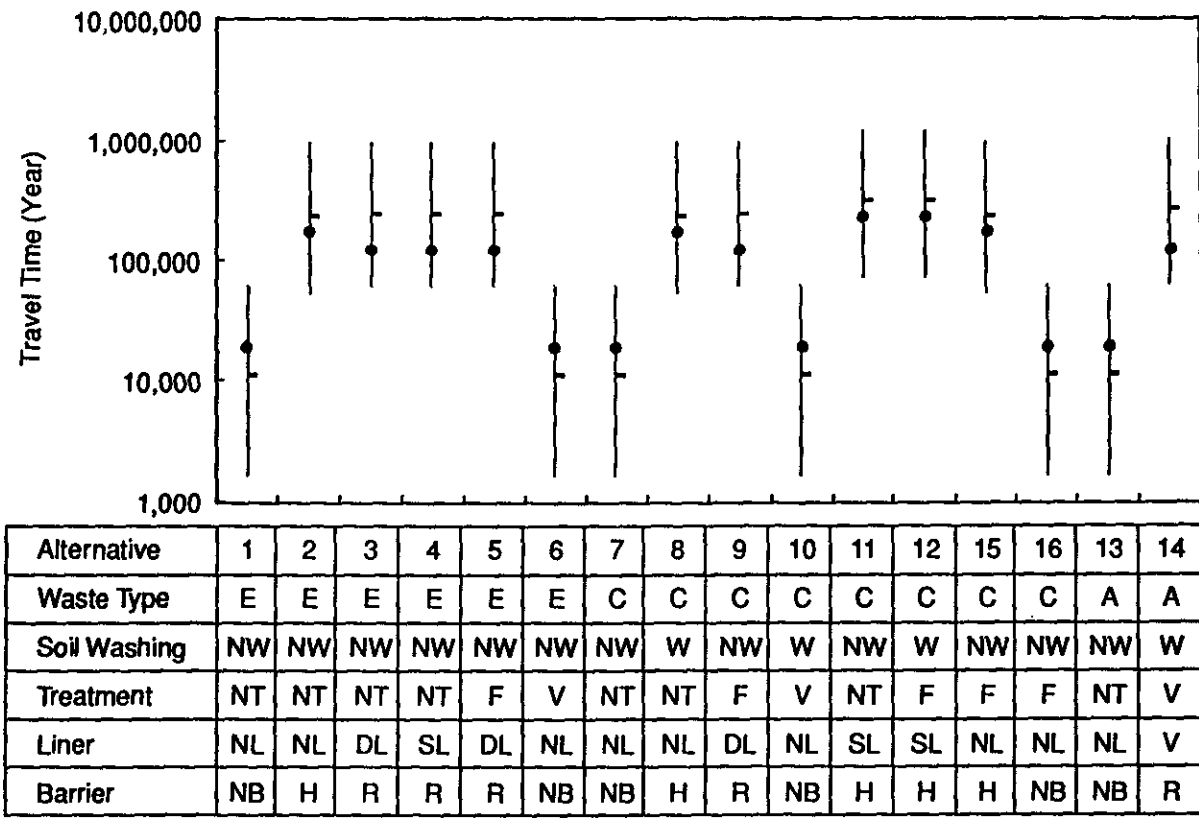 10,000,000
1,000,000
100,000
10,000
1,000
Travel Time (Year)
Alternative 1 2 3 4 5 6 7 8 9 10 11 12 15 16 13 14
Waste Type E E E E E E C C C C C C C C A A
Soil Washing NW NW NW NW NW NW NW W NW W NW W NW NW NW W
Treatment NT NT NT NT F V NT NT F V NT F F F NT V
Liner NL NL DL SL DL NL NL NL DL NL SL SL NL NL NL V
Barrier NB H R R R NB NB H R NB H H H NB NB R